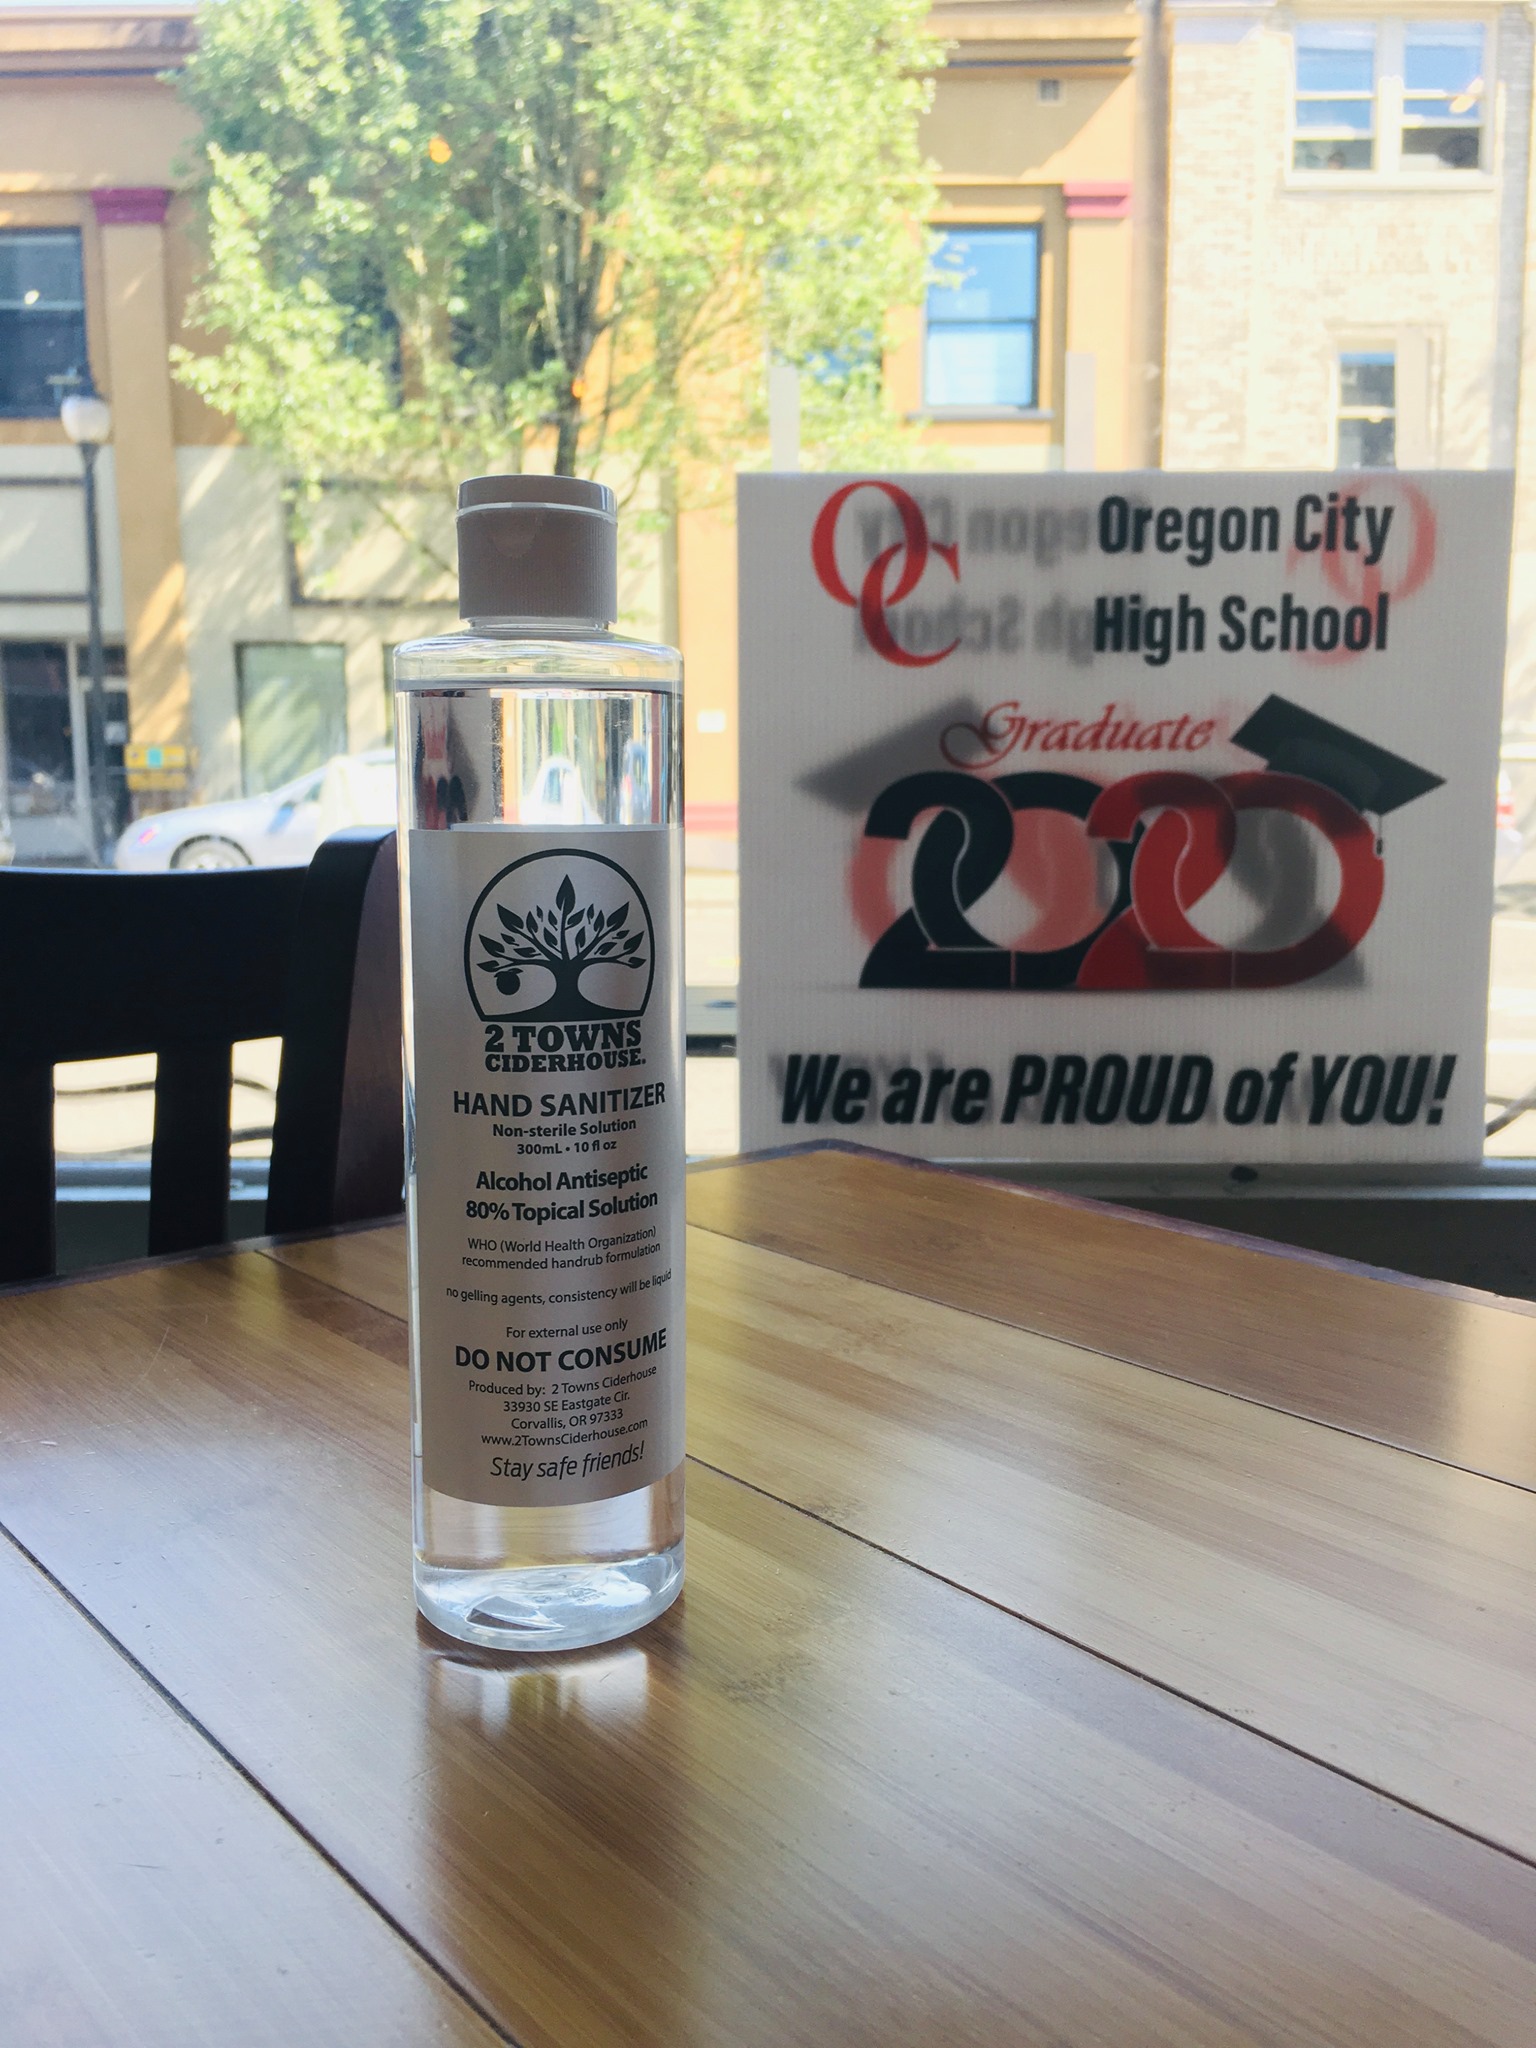 2 TOWNS
CIDERHOUSE.
HAND SANITIZER
Non-sterile Solution
300mL • 10 fl oz
Alcohol Antiseptic
80% Topical Solution
WHO (World Health Organization)
recommended handrub formulation
no gelling agents, consistency will be liquid
For external use only
DO NOT CONSUME
Produced by: 2 Towns Ciderhouse
33930 SE Eastgate Cir.
Corvallis, OR 97333
www.2TownsCiderhouse.com
Stay safe friends!
OC
Oregon City
High School
Graduate
2020
We are PROUD of YOU!